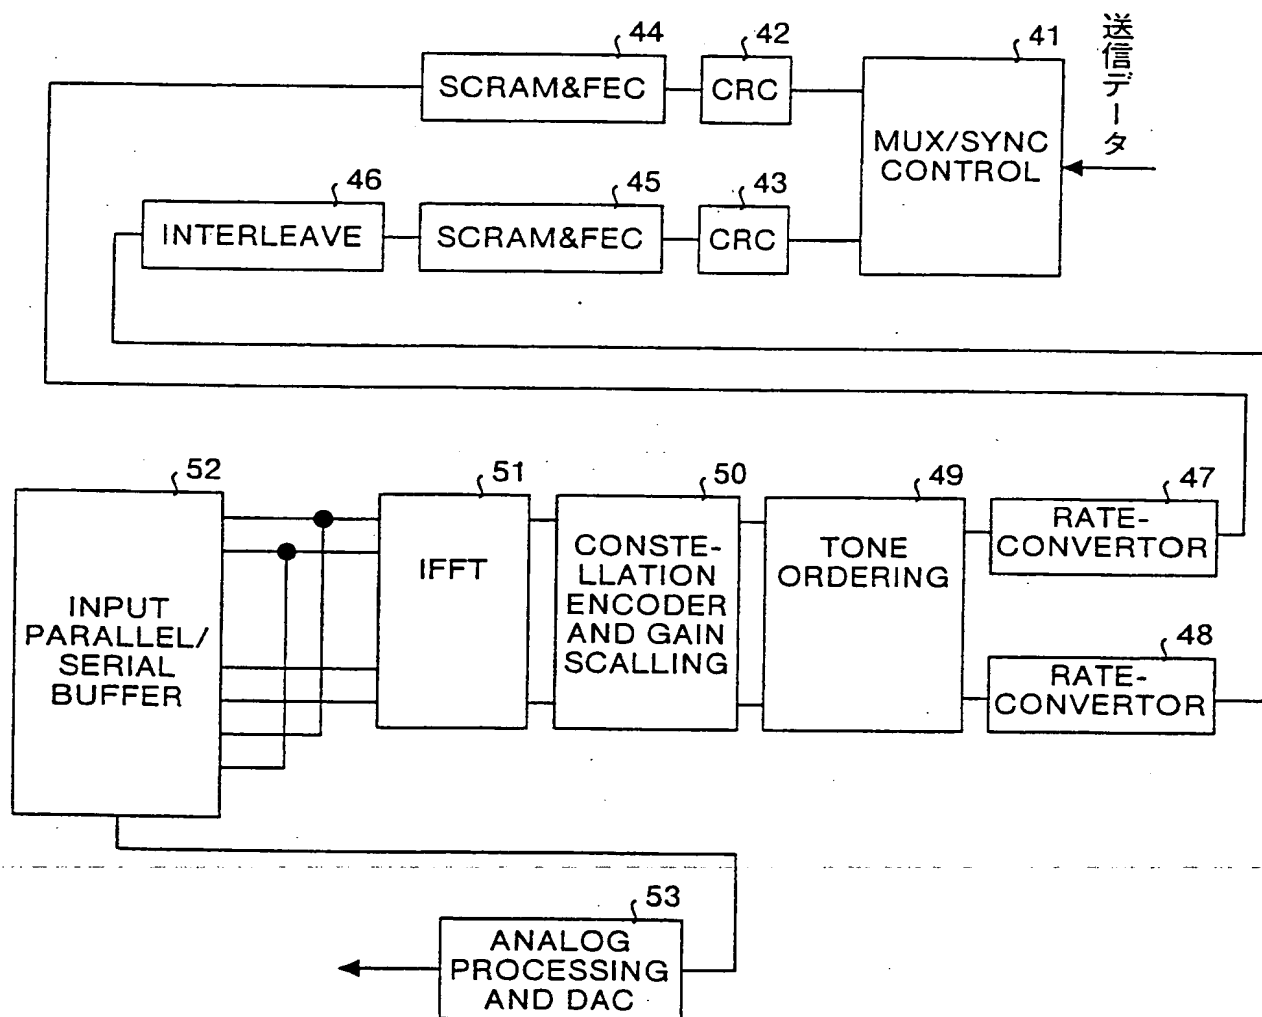 44
42
41
送信データ
SCRAM&FEC
CRC
MUX/SYNC
CONTROL
46
45
43
INTERLEAVE
SCRAM&FEC
CRC
52
51
50
49
47
INPUT
PARALLEL/
SERIAL
BUFFER
IFFT
CONSTE-
LLATION
ENCODER
AND GAIN
SCALLING
TONE
ORDERING
RATE-
CONVERTOR
48
RATE-
CONVERTOR
53
ANALOG
PROCESSING
AND DAC